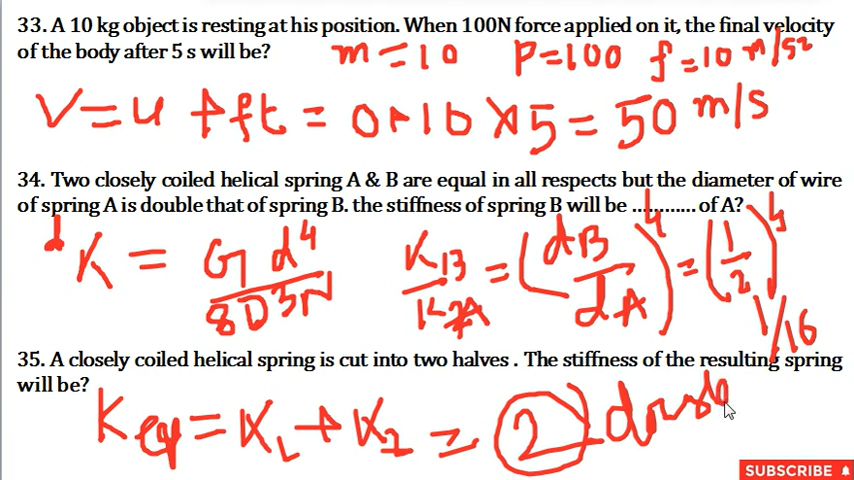 33. A 10 kg object is resting at his position. When 100N force applied on it, the final velocity
of the body after 5 s will be?
m = 10 P = 100 f = 10 m/s2
V = u + ft = 0 + 10 × 5 = 50 m/s
34. Two closely coiled helical spring A & B are equal in all respects but the diameter of wire
of spring A is double that of spring B. the stiffness of spring B will be ............ of A?
d K = G d4 / 8D3N KB / KA = (dB / dA)4 = (1/2)4
1/16
35. A closely coiled helical spring is cut into two halves . The stiffness of the resulting spring
will be?
Keq = K1 + K2 = 2
SUBSCRIBE